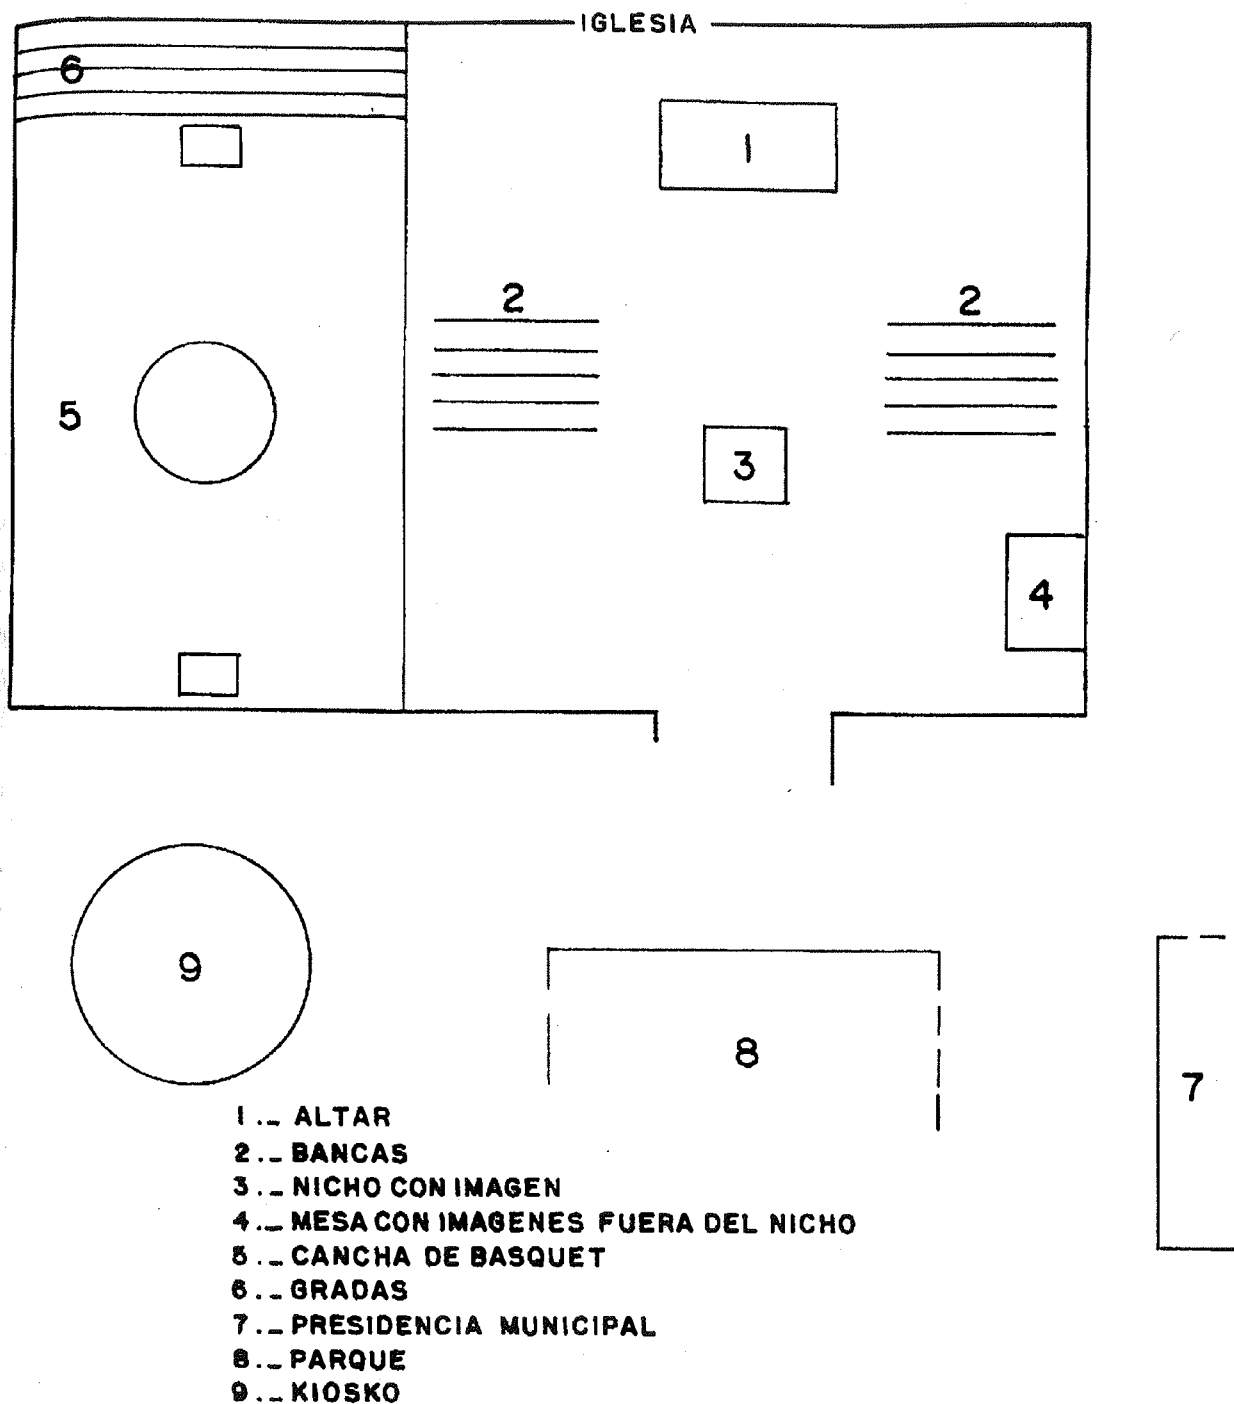 IGLESIA
6
1
2
2
5
3
4
9
8
7
1._ ALTAR
2._ BANCAS
3._ NICHO CON IMAGEN
4._ MESA CON IMAGENES FUERA DEL NICHO
5._ CANCHA DE BASQUET
6._ GRADAS
7._ PRESIDENCIA MUNICIPAL
8._ PARQUE
9._ KIOSKO